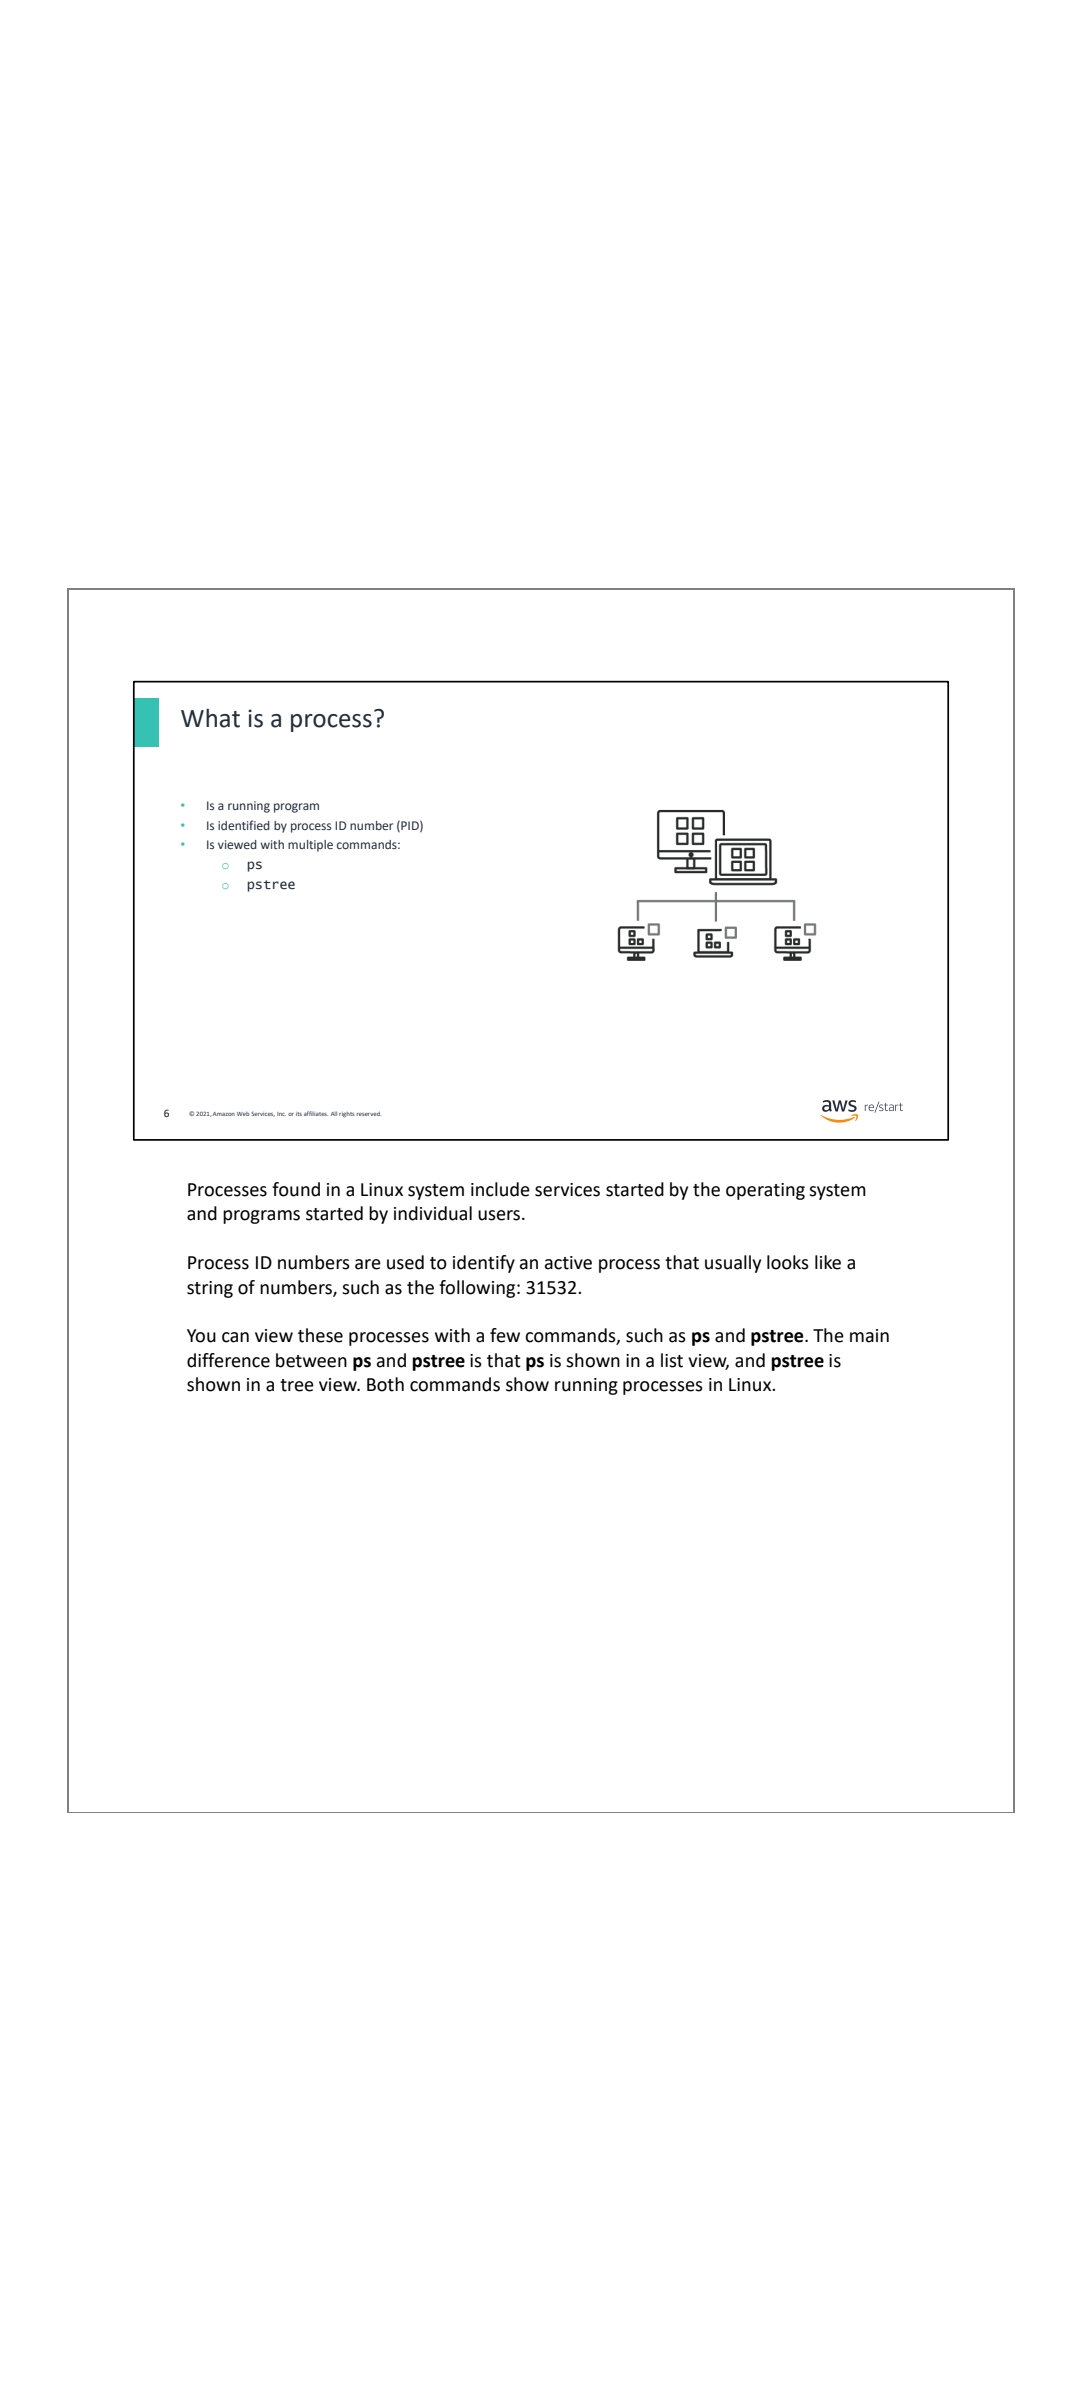 What is a process?
• Is a running program
• Is identified by process ID number (PID)
• Is viewed with multiple commands:
o ps
o pstree
6 © 2021, Amazon Web Services, Inc. or its affiliates. All rights reserved.
aws re/start
Processes found in a Linux system include services started by the operating system
and programs started by individual users.
Process ID numbers are used to identify an active process that usually looks like a
string of numbers, such as the following: 31532.
You can view these processes with a few commands, such as ps and pstree. The main
difference between ps and pstree is that ps is shown in a list view, and pstree is
shown in a tree view. Both commands show running processes in Linux.